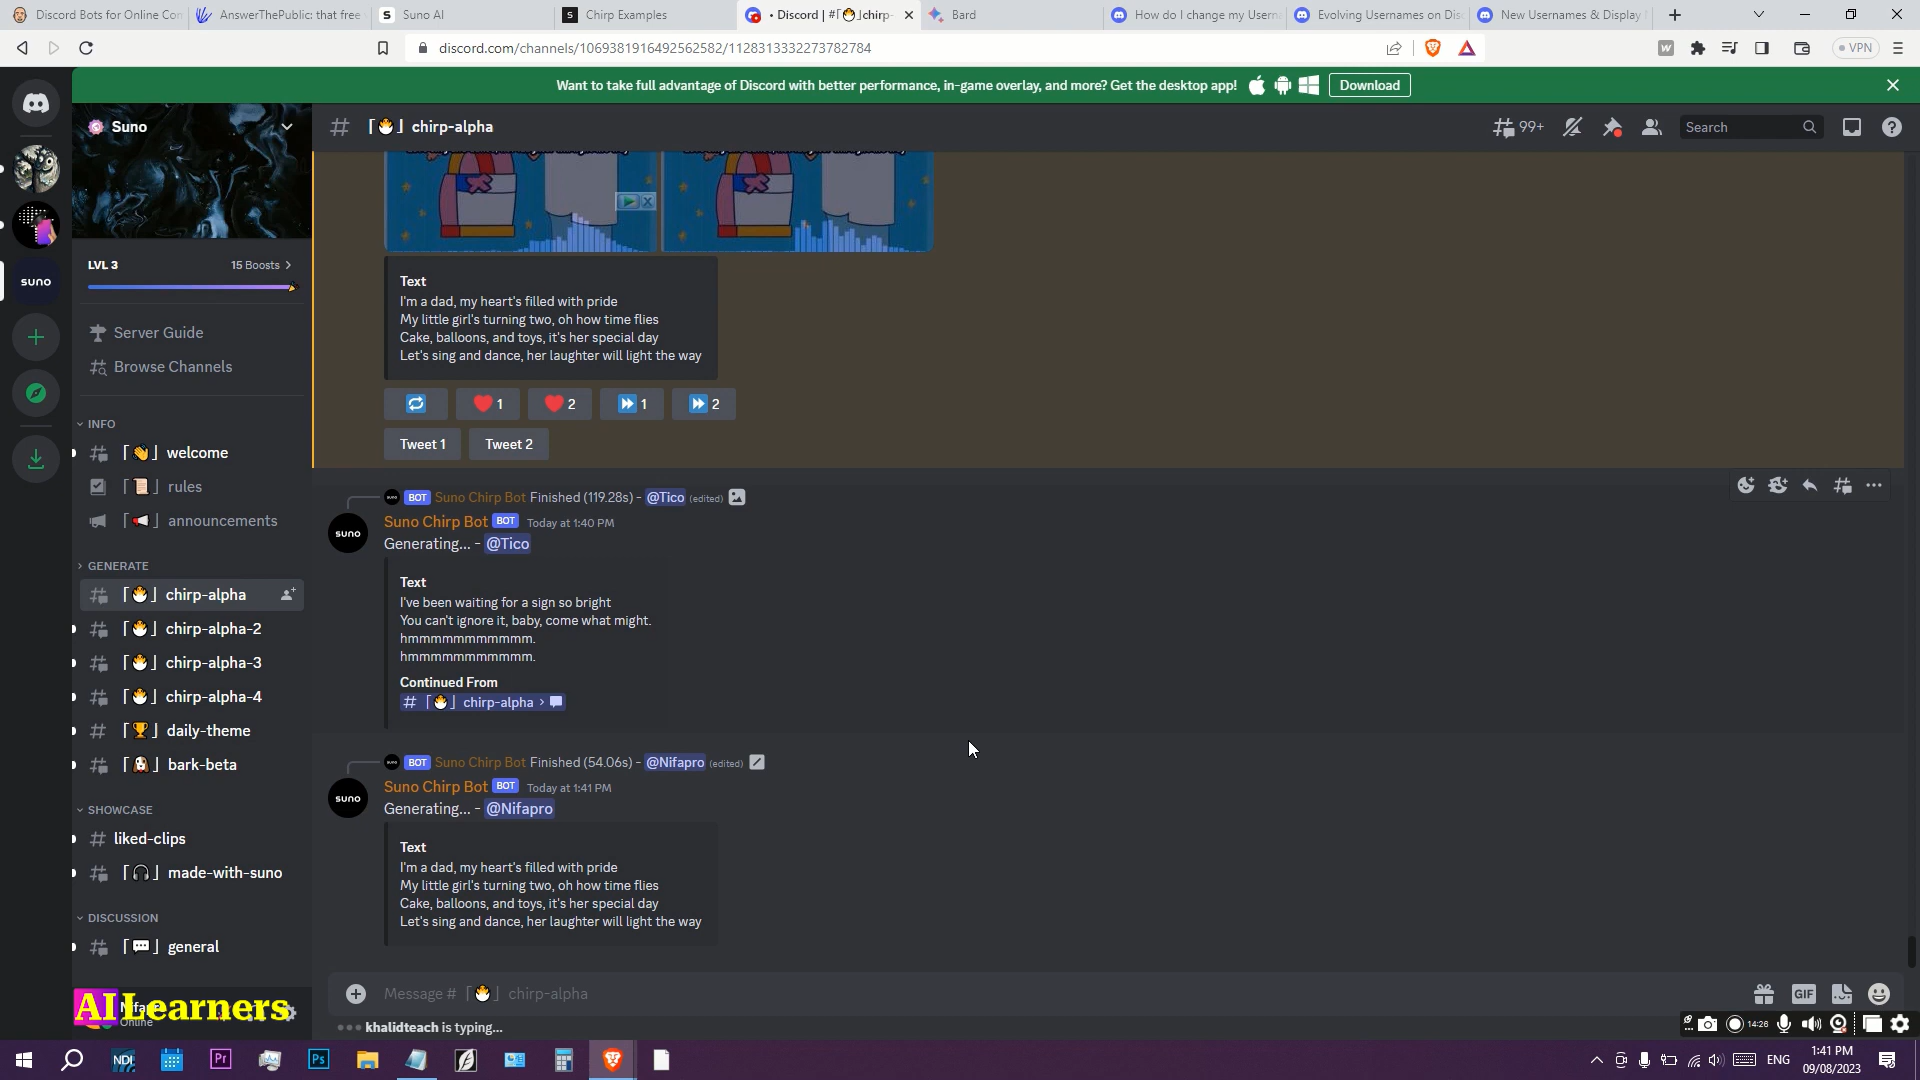 Discord Bots for Online Con
AnswerThePublic: that free
Suno AI
Chirp Examples
• Discord | #「🐣」chirp-
Bard
How do I change my Usern
Evolving Usernames on Dis
New Usernames & Display
discord.com/channels/1069381916492562582/1128313332273782784
VPN
Want to take full advantage of Discord with better performance, in-game overlay, and more? Get the desktop app!
Download
Suno
「🐣」 chirp-alpha
99+
Search
LVL 3
15 Boosts
Server Guide
Browse Channels
INFO
「👋」 welcome
「📜」 rules
「📢」 announcements
GENERATE
「🐣」 chirp-alpha
「🐣」 chirp-alpha-2
「🐣」 chirp-alpha-3
「🐣」 chirp-alpha-4
「🏆」 daily-theme
「🐶」 bark-beta
SHOWCASE
liked-clips
「🎧」 made-with-suno
DISCUSSION
「💬」 general
suno
Online
AI Learners
Text
I'm a dad, my heart's filled with pride
My little girl's turning two, oh how time flies
Cake, balloons, and toys, it's her special day
Let's sing and dance, her laughter will light the way
1
2
1
2
Tweet 1
Tweet 2
BOT Suno Chirp Bot Finished (119.28s) - @Tico (edited)
suno
Suno Chirp Bot BOT Today at 1:40 PM
Generating... - @Tico
Text
I've been waiting for a sign so bright
You can't ignore it, baby, come what might.
hmmmmmmmmmmm.
hmmmmmmmmmmm.
Continued From
# 「🐣」 chirp-alpha ›
BOT Suno Chirp Bot Finished (54.06s) - @Nifapro (edited)
suno
Suno Chirp Bot BOT Today at 1:41 PM
Generating... - @Nifapro
Text
I'm a dad, my heart's filled with pride
My little girl's turning two, oh how time flies
Cake, balloons, and toys, it's her special day
Let's sing and dance, her laughter will light the way
Message # 「🐣」 chirp-alpha
GIF
khalidteach is typing...
14:26
NDI
Pr
Ps
ENG
1:41 PM
09/08/2023